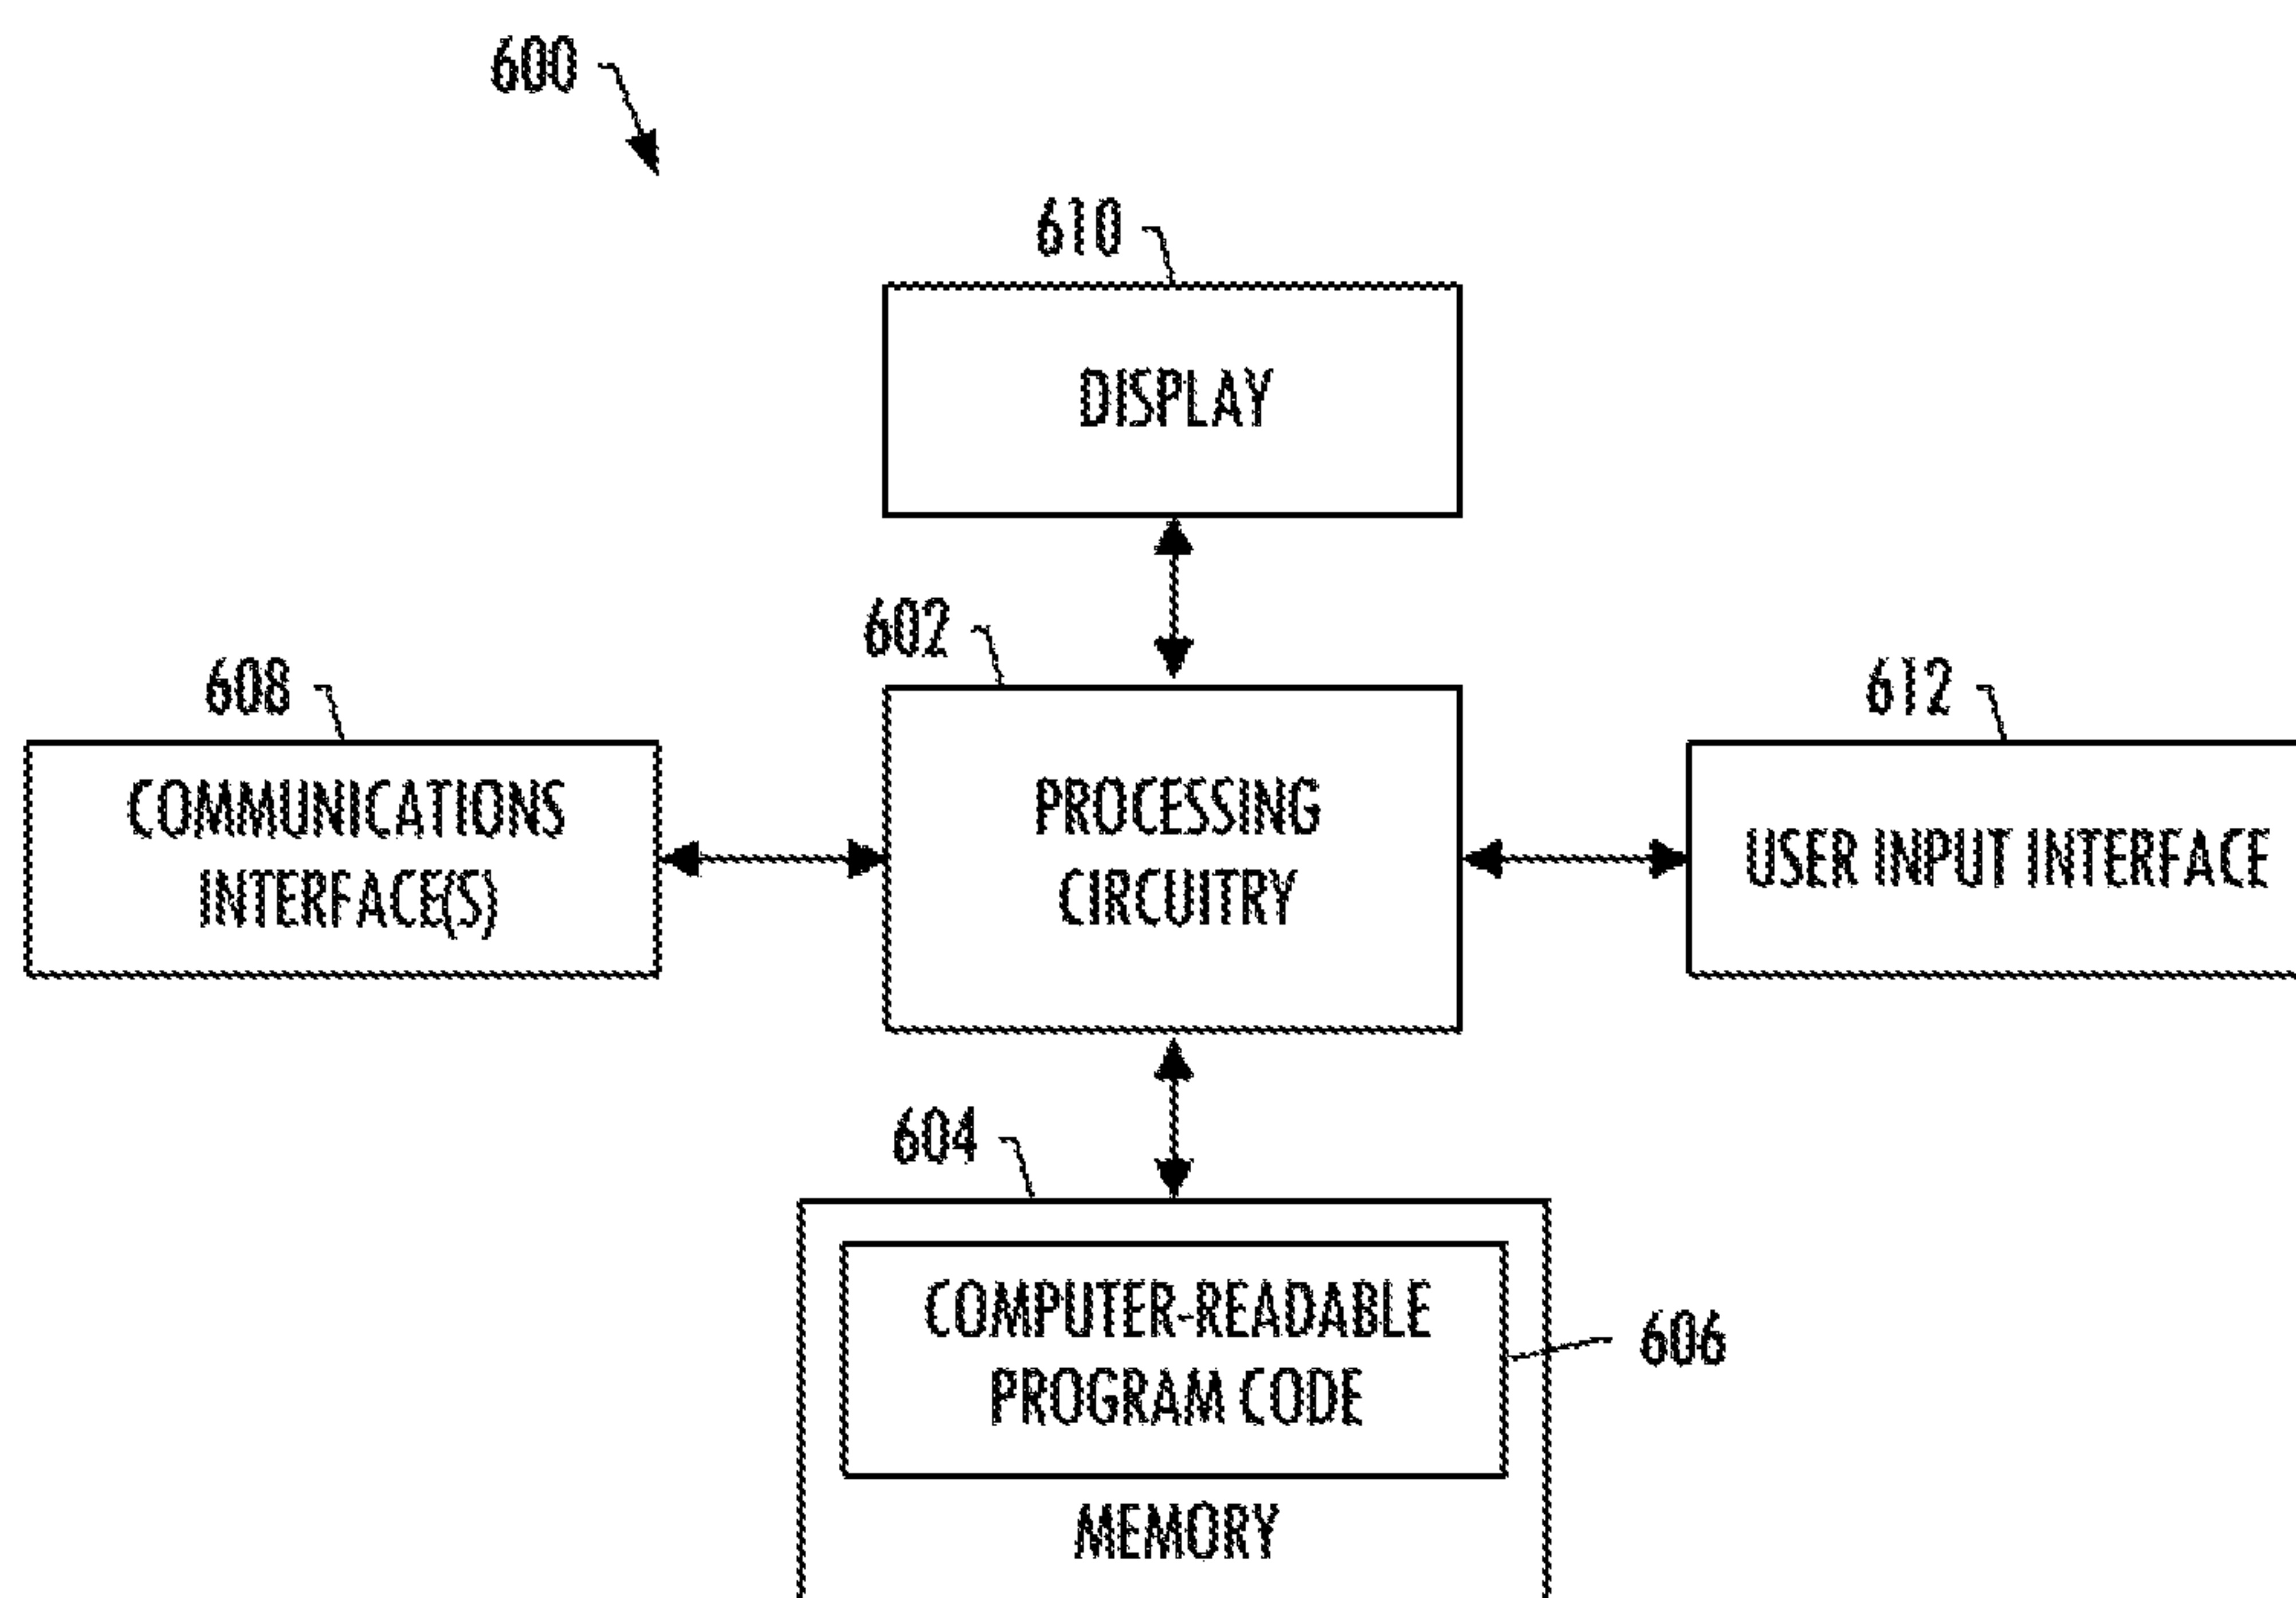 600
610
DISPLAY
602
608
612
COMMUNICATIONS
INTERFACE(S)
PROCESSING
CIRCUITRY
USER INPUT INTERFACE
604
COMPUTER-READABLE
PROGRAM CODE
606
MEMORY